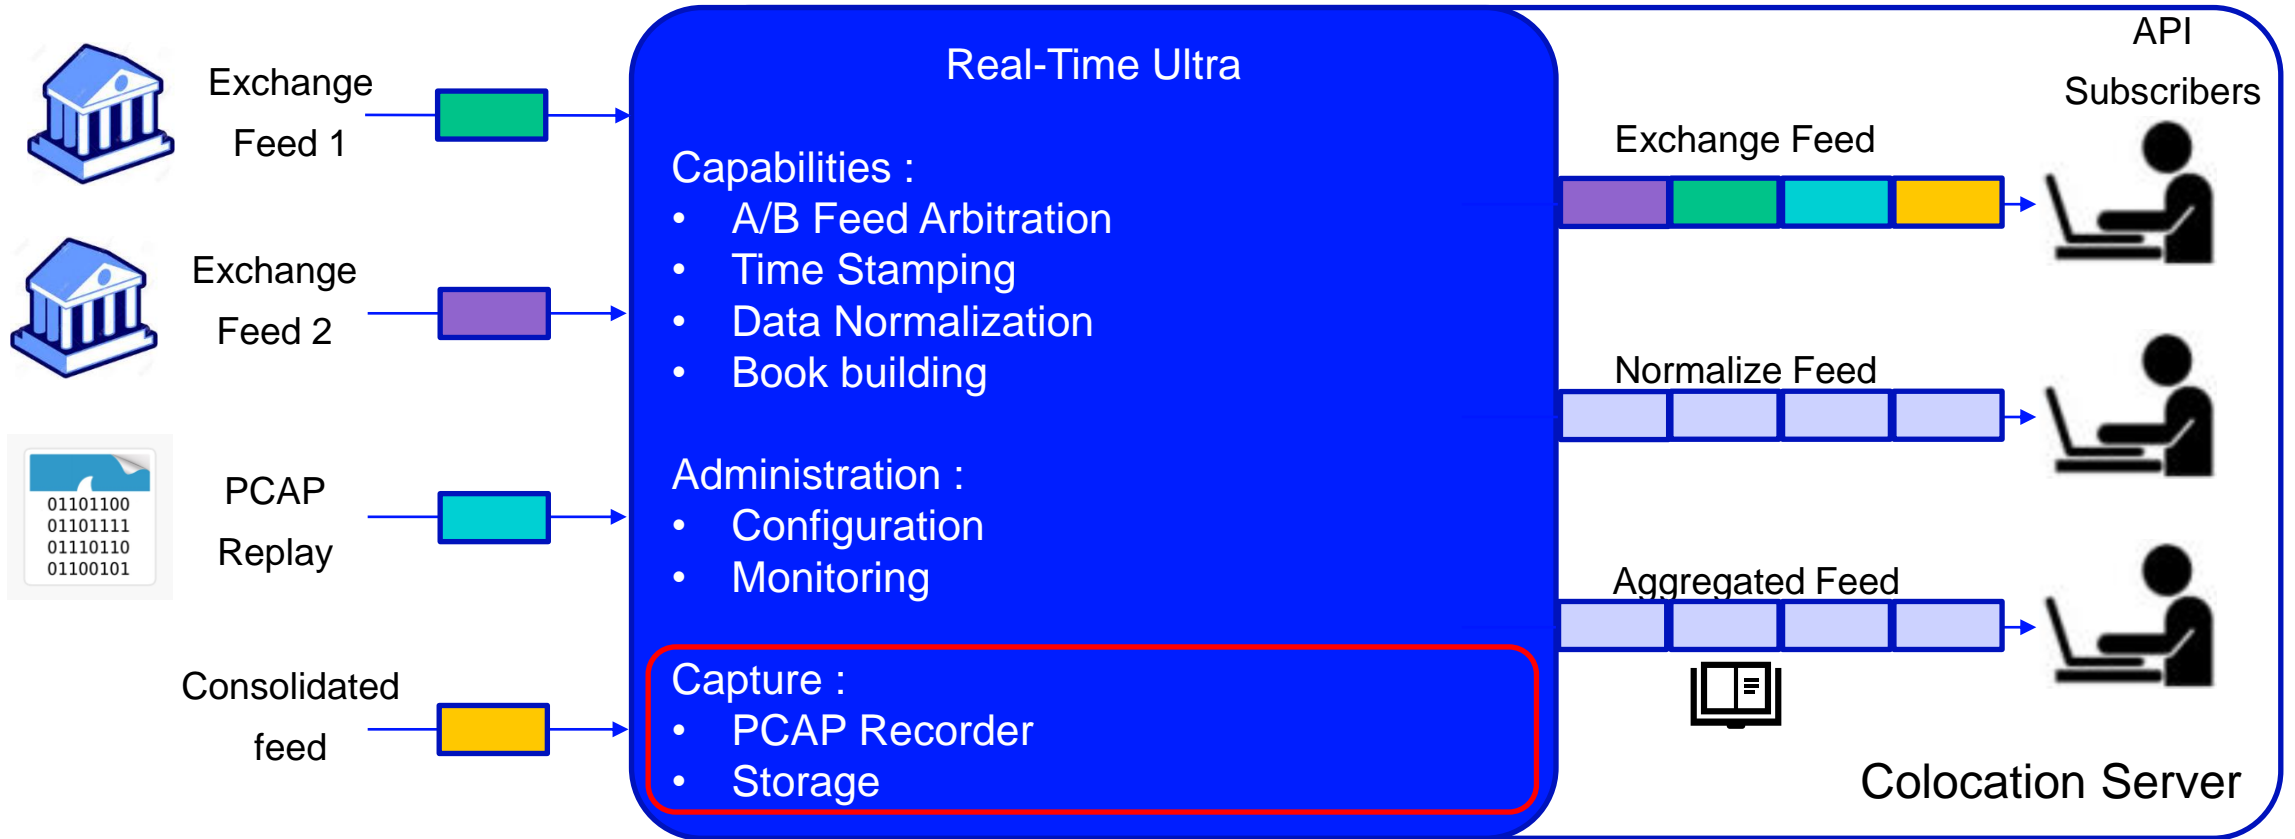 Exchange
Feed 1
Exchange
Feed 2
01101100
01101111
01110110
01100101
PCAP
Replay
Consolidated
feed
Real-Time Ultra
Capabilities :
• A/B Feed Arbitration
• Time Stamping
• Data Normalization
• Book building
Administration :
• Configuration
• Monitoring
Capture :
• PCAP Recorder
• Storage
API
Subscribers
Exchange Feed
Normalize Feed
Aggregated Feed
Colocation Server